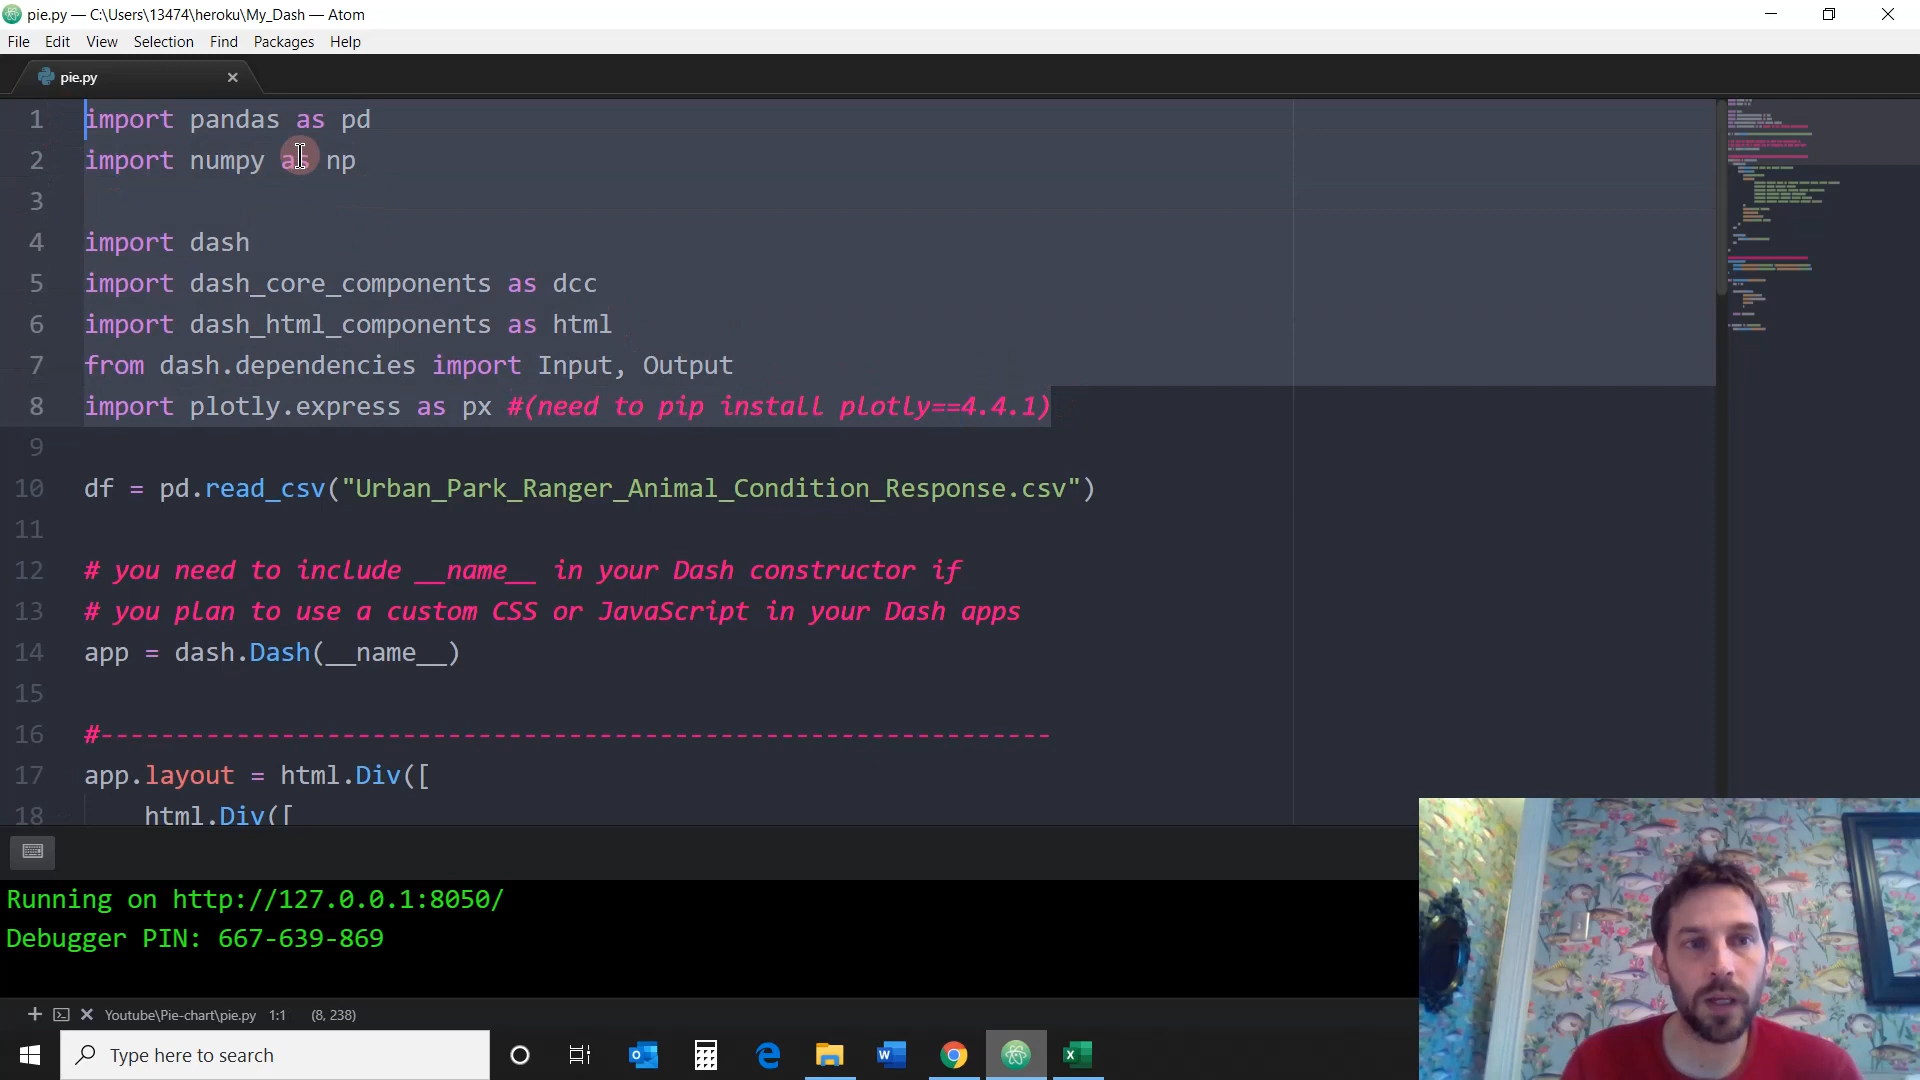 pie.py — C:\Users\13474\heroku\My_Dash — Atom
File Edit View Selection Find Packages Help
pie.py
1 import pandas as pd
2 import numpy as np
3
4 import dash
5 import dash_core_components as dcc
6 import dash_html_components as html
7 from dash.dependencies import Input, Output
8 import plotly.express as px #(need to pip install plotly==4.4.1)
9
10 df = pd.read_csv("Urban_Park_Ranger_Animal_Condition_Response.csv")
11
12 # you need to include __name__ in your Dash constructor if
13 # you plan to use a custom CSS or JavaScript in your Dash apps
14 app = dash.Dash(__name__)
15
16 #---------------------------------------------------------------
17 app.layout = html.Div([
18 html.Div([
Running on http://127.0.0.1:8050/
Debugger PIN: 667-639-869
Youtube\Pie-chart\pie.py 1:1 (8, 238)
Type here to search